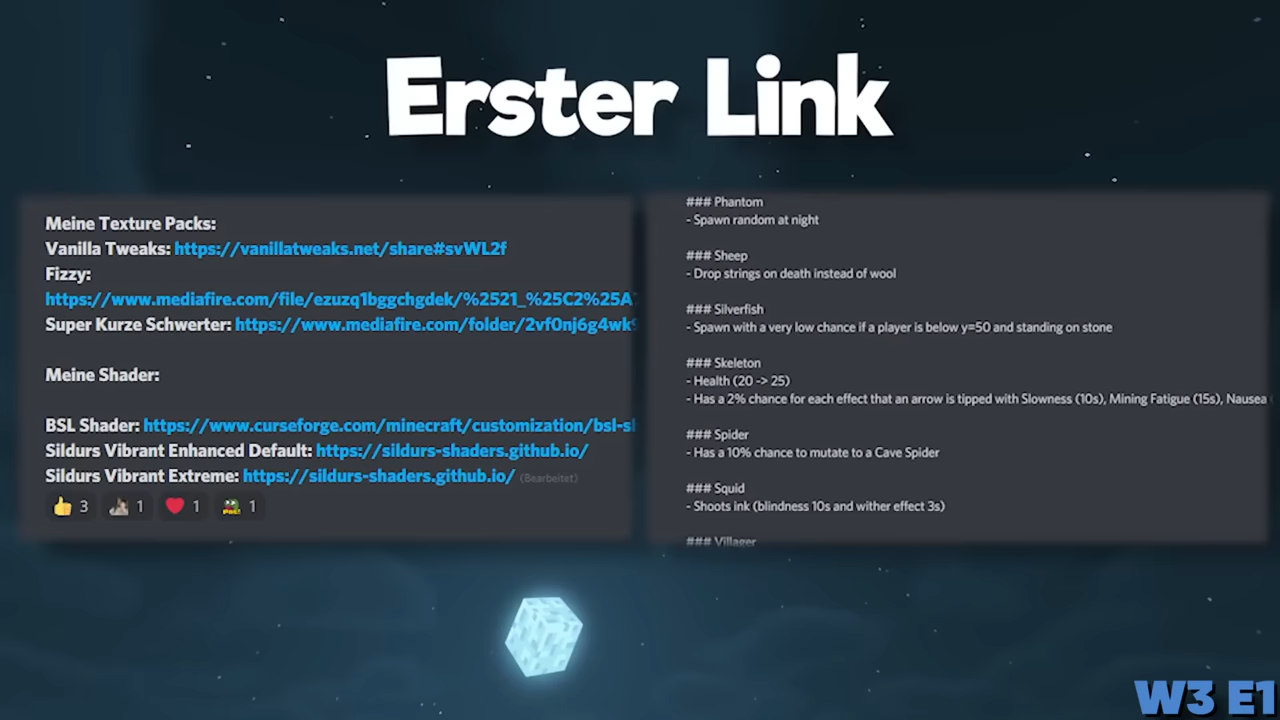 Erster Link
Meine Texture Packs:
Vanilla Tweaks: https://vanillatweaks.net/share#svWL2f
Fizzy:
https://www.mediafire.com/file/ezuzq1bggchgdek/%2521_%25C2%25A7
Super Kurze Schwerter: https://www.mediafire.com/folder/2vf0nj6g4wk9
Meine Shader:
BSL Shader: https://www.curseforge.com/minecraft/customization/bsl-sh
Sildurs Vibrant Enhanced Default: https://sildurs-shaders.github.io/
Sildurs Vibrant Extreme: https://sildurs-shaders.github.io/ (Bearbeitet)
3 1 1 1
### Phantom
- Spawn random at night
### Sheep
- Drop strings on death instead of wool
### Silverfish
- Spawn with a very low chance if a player is below y=50 and standing on stone
### Skeleton
- Health (20 -> 25)
- Has a 2% chance for each effect that an arrow is tipped with Slowness (10s), Mining Fatigue (15s), Nausea (
### Spider
- Has a 10% chance to mutate to a Cave Spider
### Squid
- Shoots ink (blindness 10s and wither effect 3s)
### Villager
W3 E1